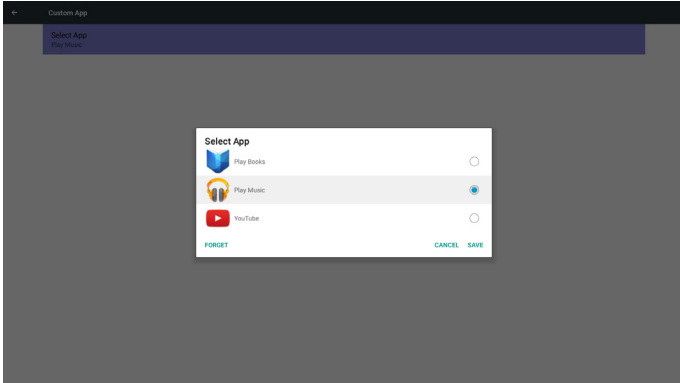 Custom App
Select App
Play Music
Select App
Play Books
Play Music
YouTube
FORGET
CANCEL SAVE